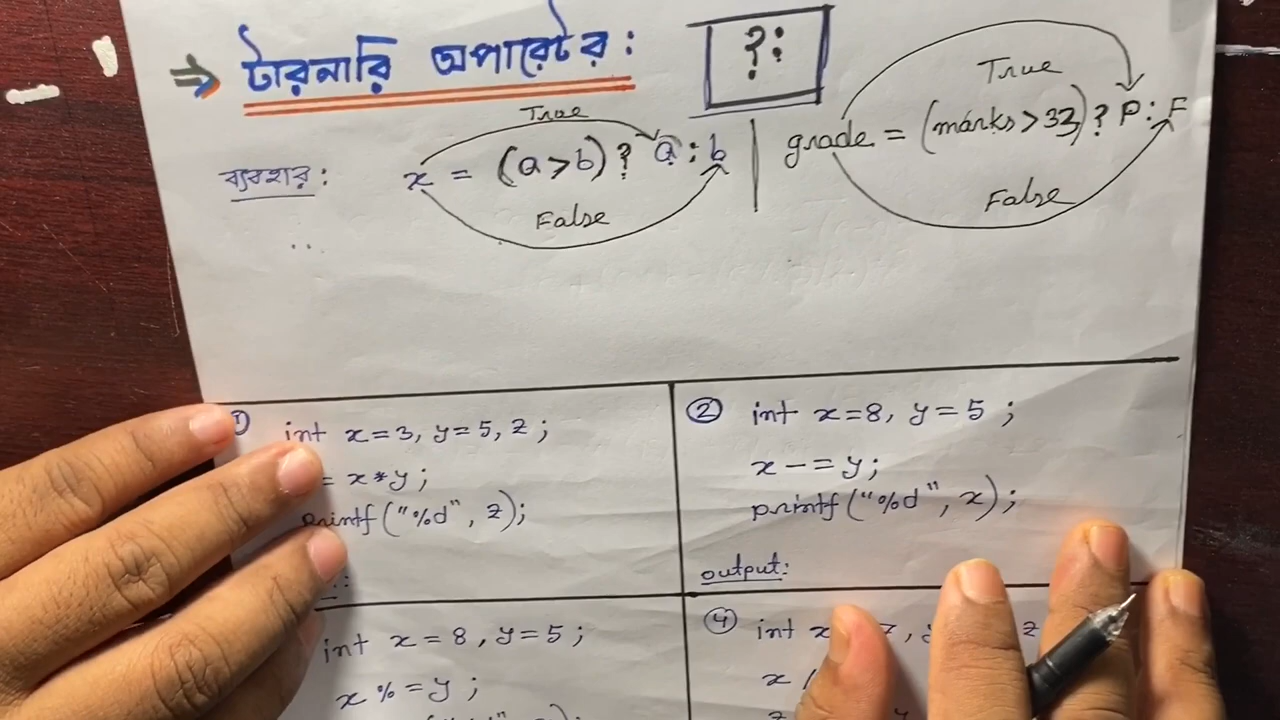 ⇒ টারনারি অপারেটর : ?:
ব্যবহার : x = (a>b) ? a : b
True
False
grade = (marks > 32) ? P : F
True
False
① int x=3, y=5, z ;
= x*y ;
printf ("%d", z);
② int x=8, y=5 ;
x -= y;
printf ("%d", x);
output:
int x = 8, y=5;
x %= y ;
④ int x
x /